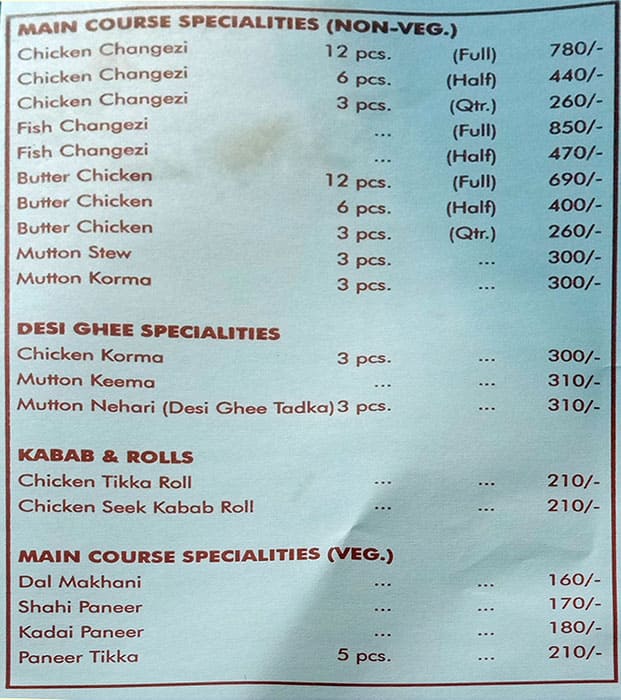 MAIN COURSE SPECIALITIES (NON-VEG.)
Chicken Changezi 12 pcs. (Full) 780/-
Chicken Changezi 6 pcs. (Half) 440/-
Chicken Changezi 3 pcs. (Qtr.) 260/-
Fish Changezi ... (Full) 850/-
Fish Changezi ... (Half) 470/-
Butter Chicken 12 pcs. (Full) 690/-
Butter Chicken 6 pcs. (Half) 400/-
Butter Chicken 3 pcs. (Qtr.) 260/-
Mutton Stew 3 pcs. ... 300/-
Mutton Korma 3 pcs. ... 300/-
DESI GHEE SPECIALITIES
Chicken Korma 3 pcs. ... 300/-
Mutton Keema ... ... 310/-
Mutton Nehari (Desi Ghee Tadka) 3 pcs. ... 310/-
KABAB & ROLLS
Chicken Tikka Roll ... ... 210/-
Chicken Seek Kabab Roll ... ... 210/-
MAIN COURSE SPECIALITIES (VEG.)
Dal Makhani ... ... 160/-
Shahi Paneer ... ... 170/-
Kadai Paneer ... ... 180/-
Paneer Tikka 5 pcs. ... 210/-